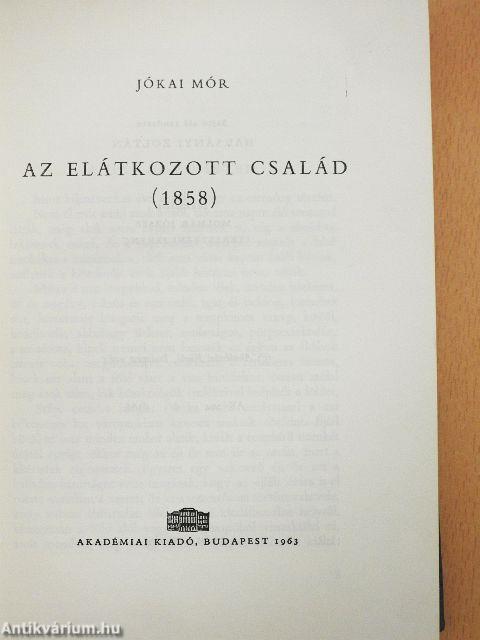 JÓKAI MÓR
AZ ELÁTKOZOTT CSALÁD
(1858)
AKADÉMIAI KIADÓ, BUDAPEST 1963
Antikvárium.hu